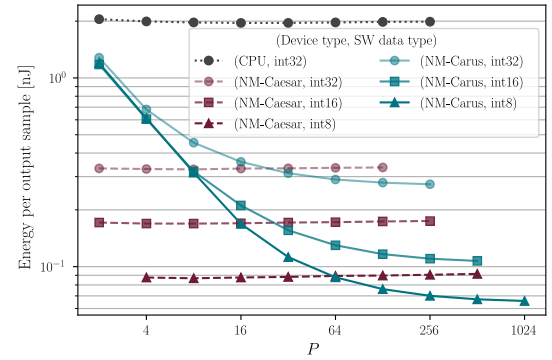 (Device type, SW data type)
(CPU, int32)
(NM-Caesar, int32)
(NM-Caesar, int16)
(NM-Caesar, int8)
(NM-Carus, int32)
(NM-Carus, int16)
(NM-Carus, int8)
Energy per output sample [nJ]
10⁰
10⁻¹
4 16 64 256 1024
P